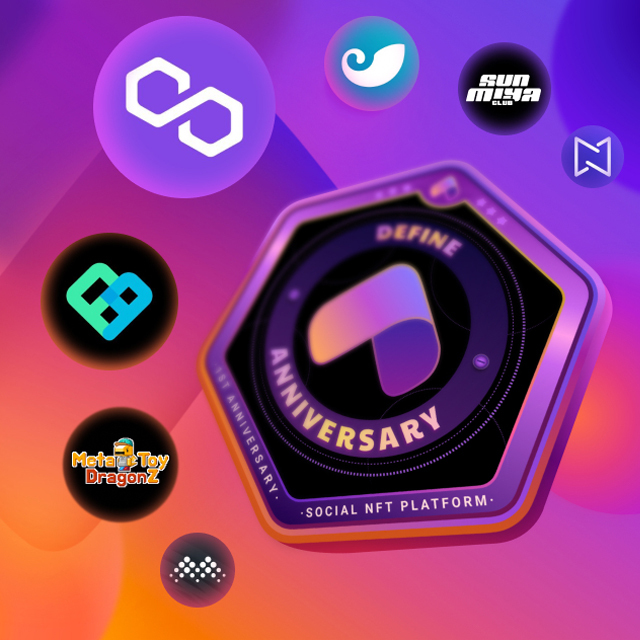 SUN
MIYA
CLUB
DEFINE
ANNIVERSARY
·1ST ANNIVERSARY·
·SOCIAL NFT PLATFORM·
Meta Toy
DragonZ